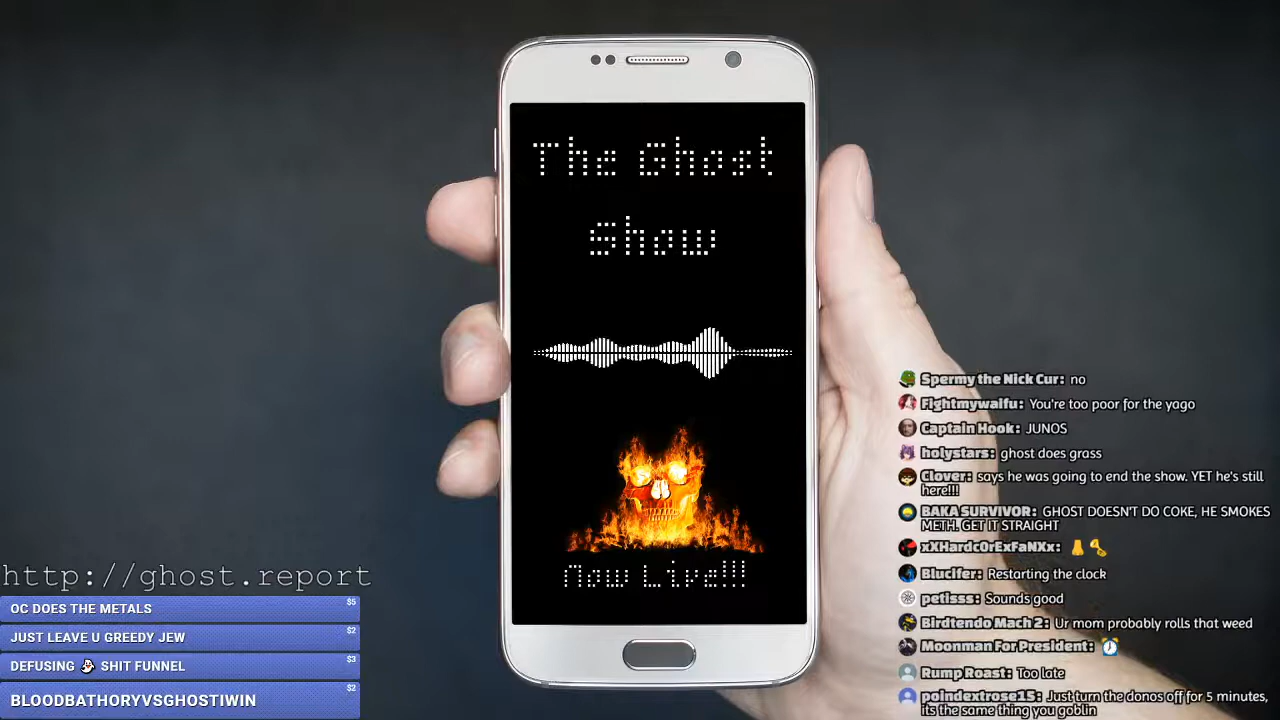 The Ghost
Show
Now Live!!!
http://ghost.report
OC DOES THE METALS $5
JUST LEAVE U GREEDY JEW $2
DEFUSING 👻 SHIT FUNNEL $3
BLOODBATHORYVSGHOSTIWIN $2
Spermy the Nick Cur: no
Fightmywaifu: You're too poor for the yago
Captain Hook: JUNOS
holystars: ghost does grass
Clover: says he was going to end the show. YET he's still
here!!!
BAKA SURVIVOR: GHOST DOESN'T DO COKE, HE SMOKES
METH. GET IT STRAIGHT
xXHardc0rExFaNXx: 👃🎺
Blucifer: Restarting the clock
petisss: Sounds good
Birdtendo Mach 2: Ur mom probably rolls that weed
Moonman For President: ⏰
Rump Roast: Too late
poindextrose15: Just turn the donos off for 5 minutes,
its the same thing you goblin